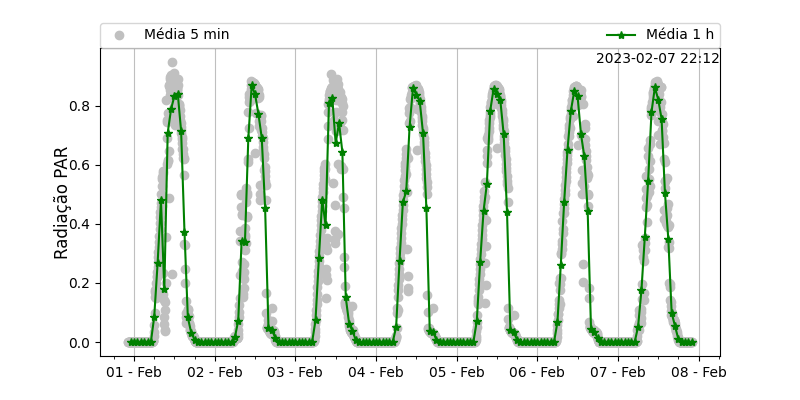 Média 5 min
Média 1 h
2023-02-07 22:12
Radiação PAR
0.8
0.6
0.4
0.2
0.0
01 - Feb
02 - Feb
03 - Feb
04 - Feb
05 - Feb
06 - Feb
07 - Feb
08 - Feb